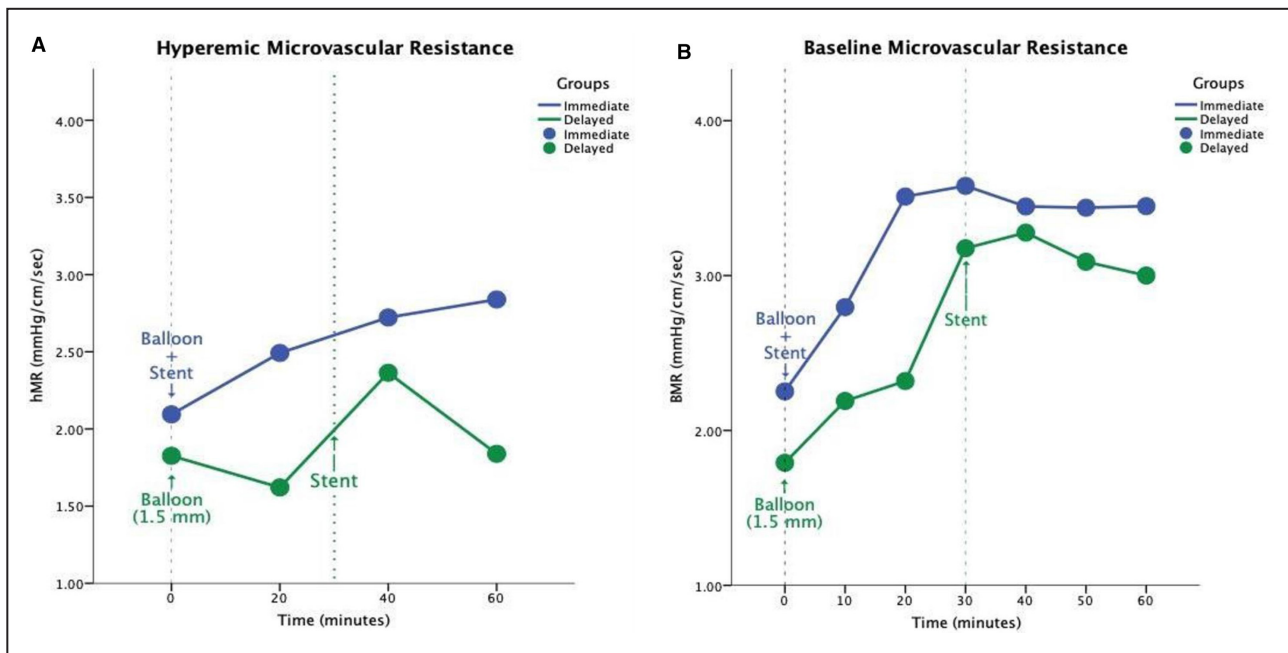 A
Hyperemic Microvascular Resistance
Groups
Immediate
Delayed
Immediate
Delayed
4.00
3.50
3.00
2.50
2.00
1.50
1.00
hMR (mmHg/cm/sec)
Balloon
+
Stent
Balloon
(1.5 mm)
Stent
0
20
40
60
Time (minutes)
B
Baseline Microvascular Resistance
Groups
Immediate
Delayed
Immediate
Delayed
4.00
3.00
2.00
1.00
BMR (mmHg/cm/sec)
Balloon
+
Stent
Balloon
(1.5 mm)
Stent
0
10
20
30
40
50
60
Time (minutes)